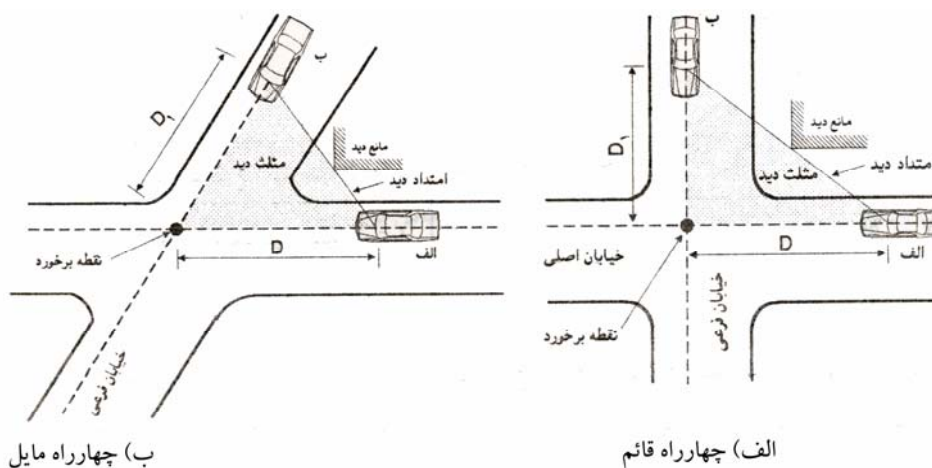 ب
D₁
مانع دید
مثلث دید
متداد دید
D
الف
خیابان اصلی
نقطه برخورد
خیابان فرعی
الف) چهارراه قائم
ب
D₁
مانع دید
مثلث دید
امتداد دید
D
الف
نقطه برخورد
خیابان فرعی
ب) چهارراه مایل